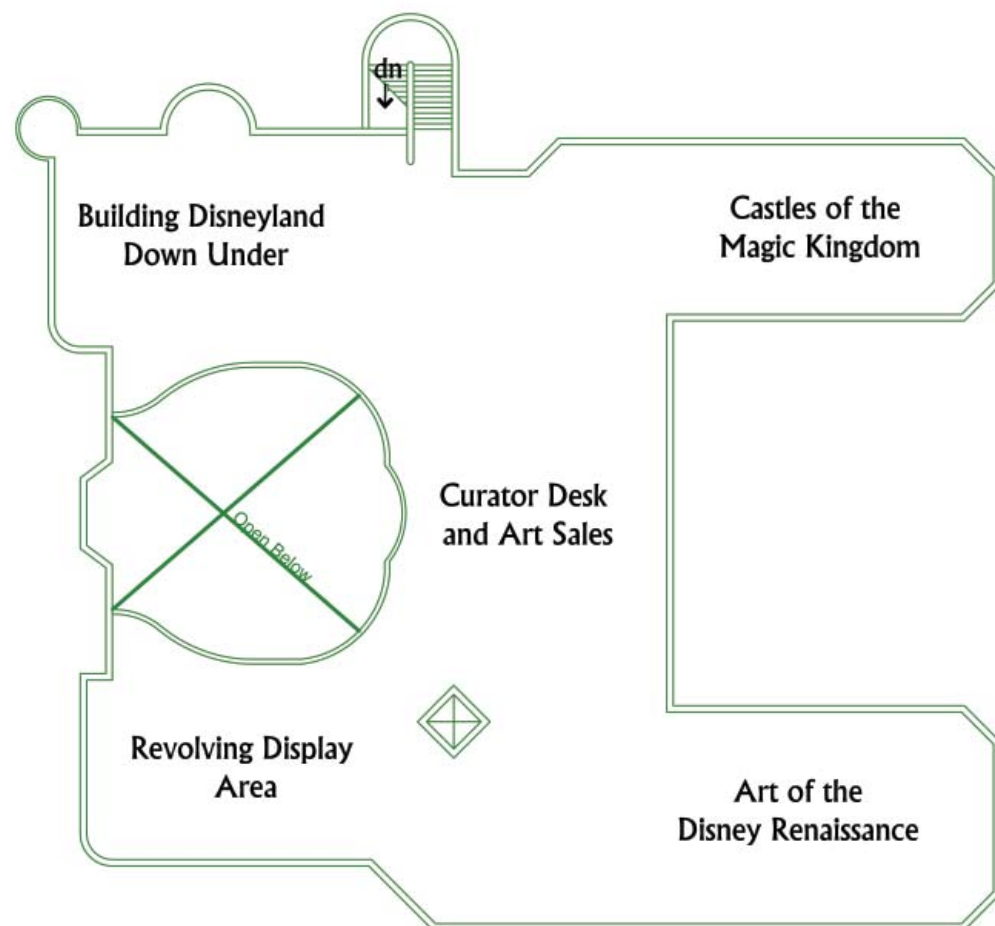 dn
Building Disneyland
Down Under
Castles of the
Magic Kingdom
Open Below
Curator Desk
and Art Sales
Revolving Display
Area
Art of the
Disney Renaissance